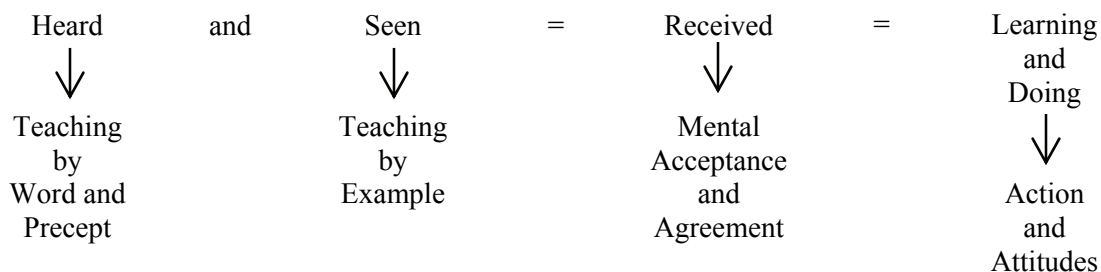 Heard and Seen = Received = Learning
and
Doing
Teaching
by
Word and
Precept
Teaching
by
Example
Mental
Acceptance
and
Agreement
Action
and
Attitudes